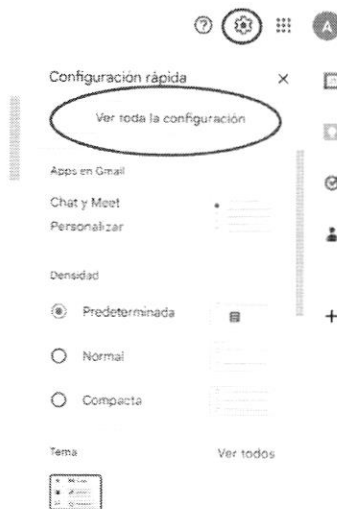 A
Configuración rápida
Ver toda la configuración
Apps en Gmail
Chat y Meet
Personalizar
Densidad
Predeterminada
Normal
Compacta
Tema
Ver todos